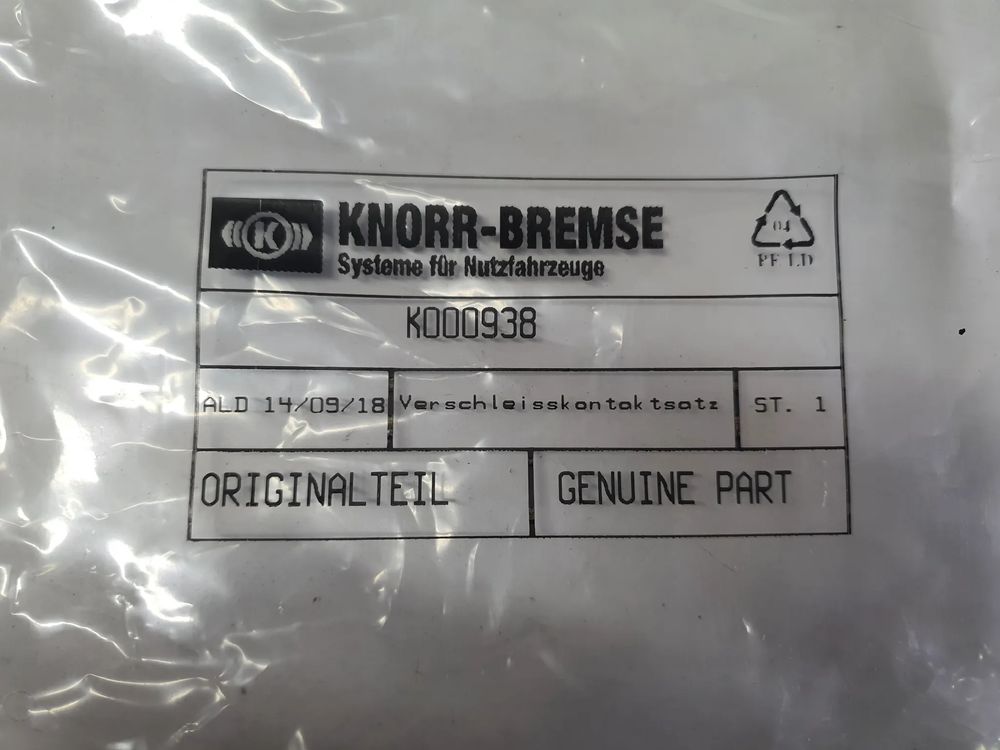 K
KNORR-BREMSE
Systeme für Nutzfahrzeuge
04
PE LD
K000938
ALD 14/09/18 Verschleisskontaktsatz ST. 1
ORIGINALTEIL GENUINE PART